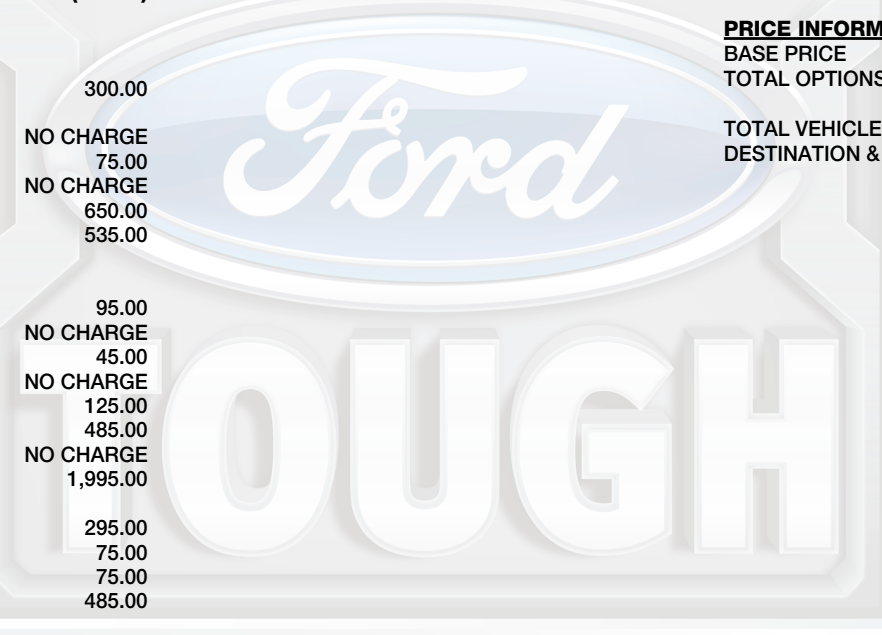 300.00
NO CHARGE
75.00
NO CHARGE
650.00
535.00
95.00
NO CHARGE
45.00
NO CHARGE
125.00
485.00
NO CHARGE
1,995.00
295.00
75.00
75.00
485.00
PRICE INFORM
BASE PRICE
TOTAL OPTIONS
TOTAL VEHICLE
DESTINATION &
Ford
TOUGH